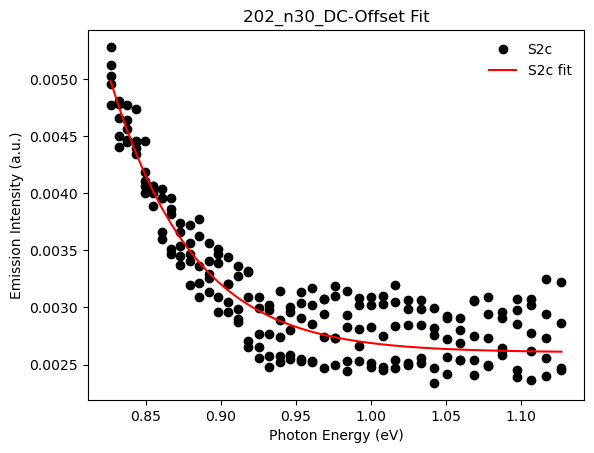 202_n30_DC-Offset Fit
S2c
S2c fit
Emission Intensity (a.u.)
0.0050
0.0045
0.0040
0.0035
0.0030
0.0025
0.85 0.90 0.95 1.00 1.05 1.10
Photon Energy (eV)